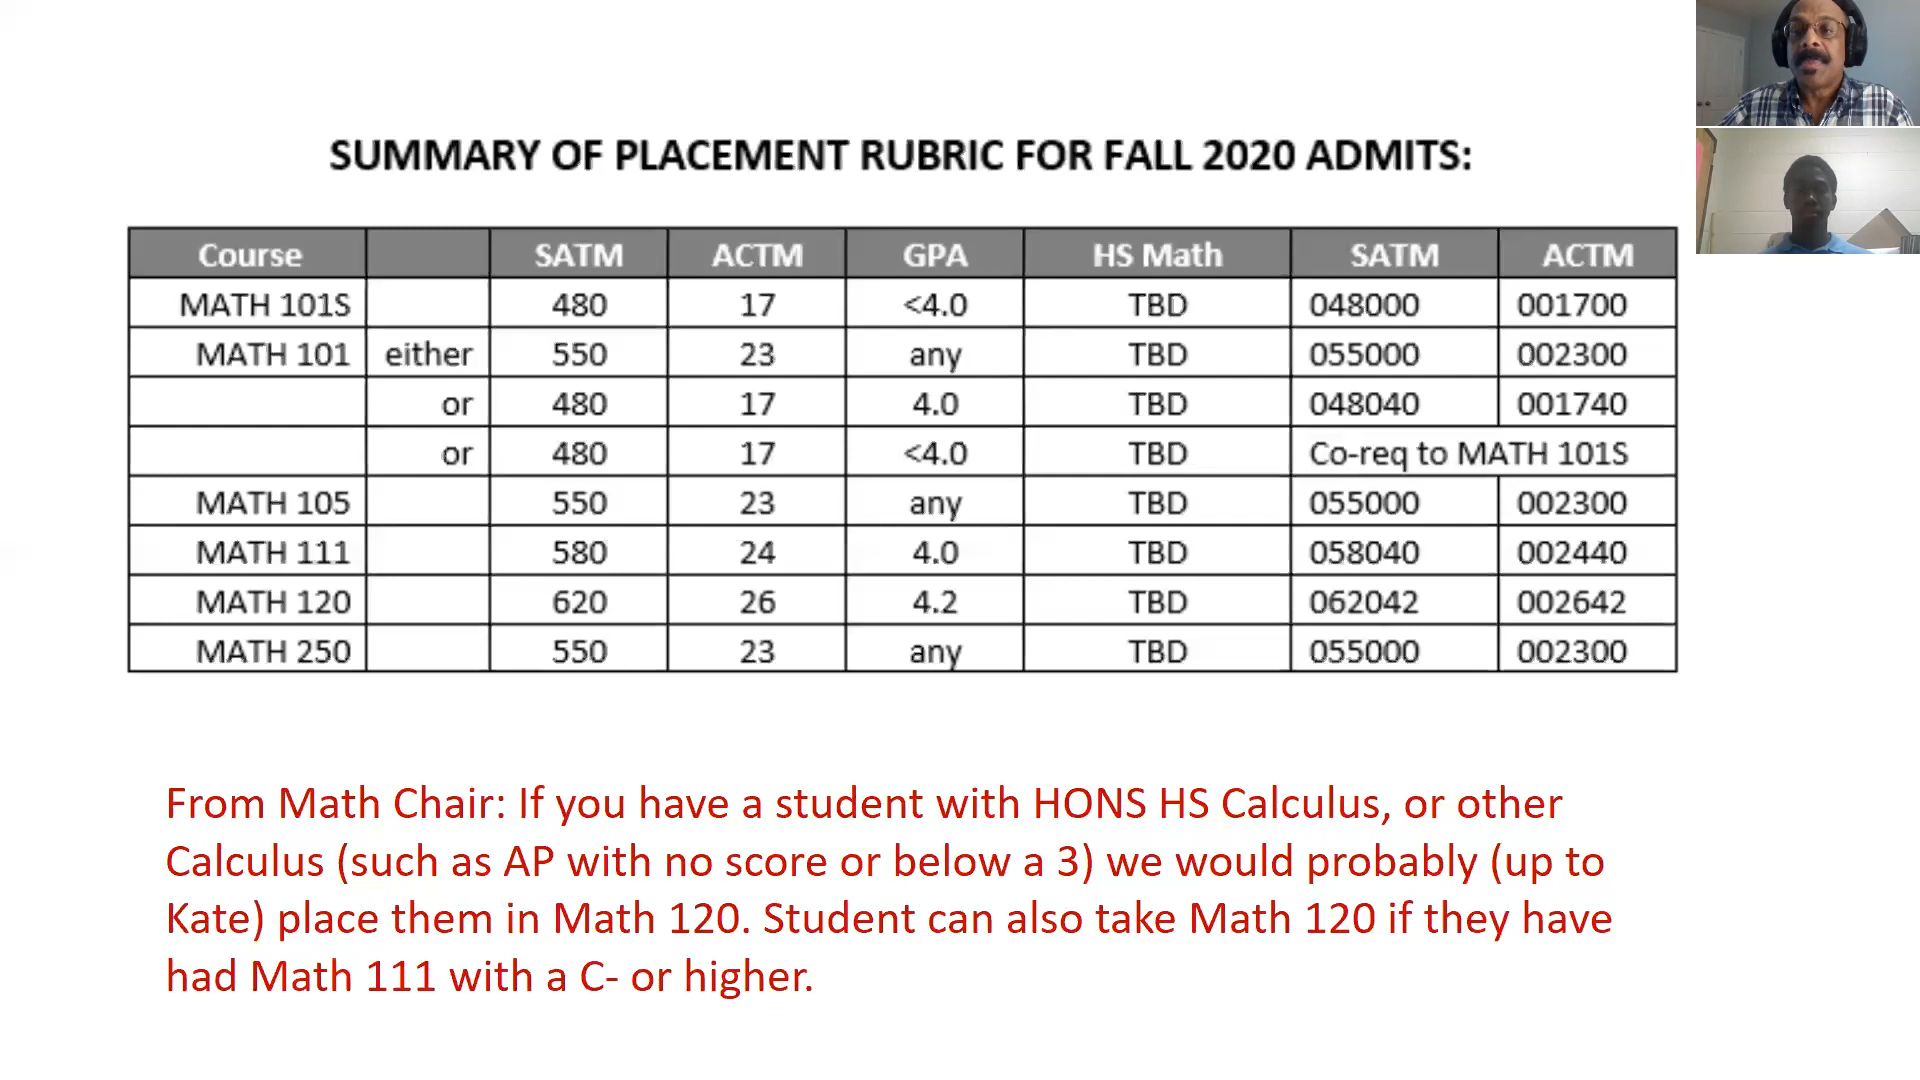 SUMMARY OF PLACEMENT RUBRIC FOR FALL 2020 ADMITS:
Course SATM ACTM GPA HS Math SATM ACTM
MATH 101S 480 17 <4.0 TBD 048000 001700
MATH 101 either 550 23 any TBD 055000 002300
or 480 17 4.0 TBD 048040 001740
or 480 17 <4.0 TBD Co-req to MATH 101S
MATH 105 550 23 any TBD 055000 002300
MATH 111 580 24 4.0 TBD 058040 002440
MATH 120 620 26 4.2 TBD 062042 002642
MATH 250 550 23 any TBD 055000 002300
From Math Chair: If you have a student with HONS HS Calculus, or other
Calculus (such as AP with no score or below a 3) we would probably (up to
Kate) place them in Math 120. Student can also take Math 120 if they have
had Math 111 with a C- or higher.